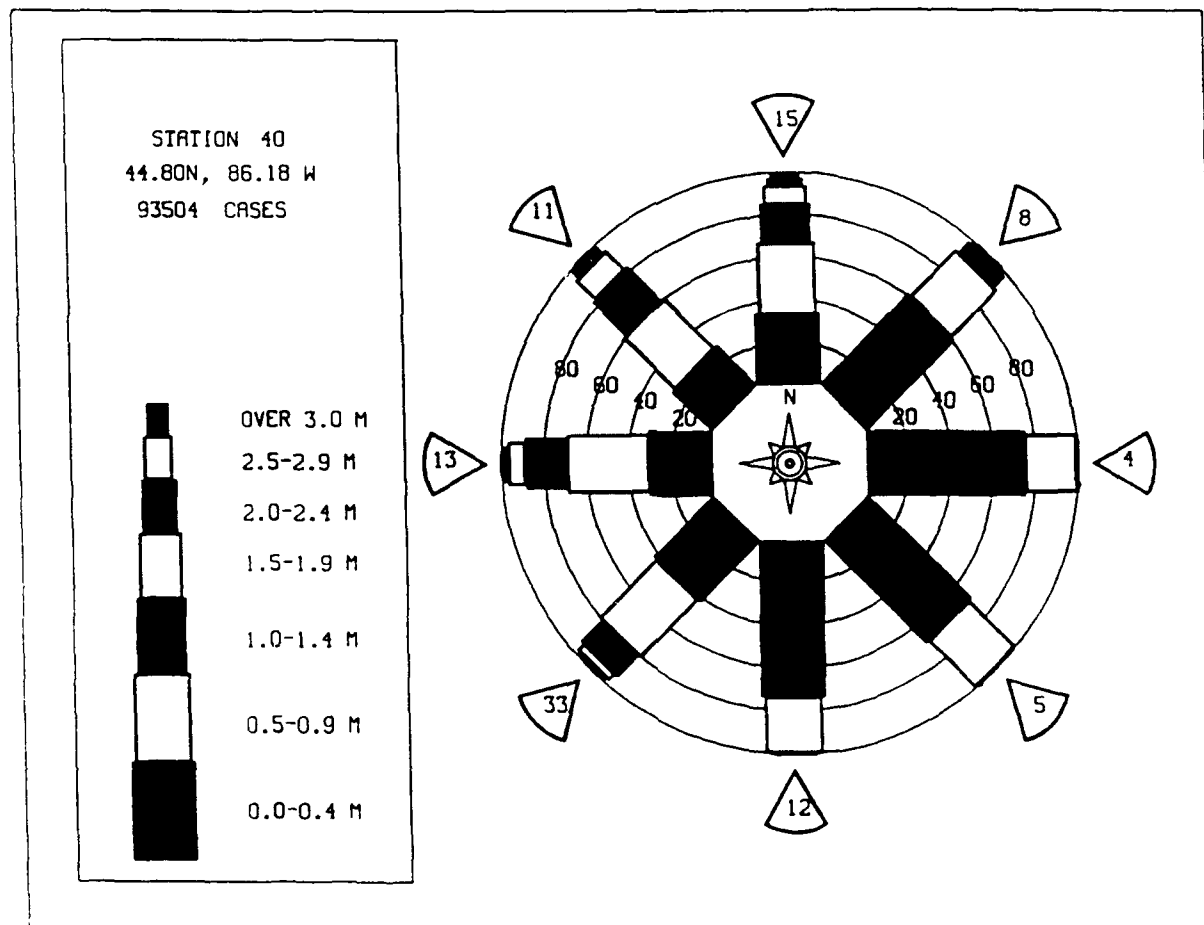 STATION 40
44.80N, 86.18 W
93504 CASES
OVER 3.0 M
2.5-2.9 M
2.0-2.4 M
1.5-1.9 M
1.0-1.4 M
0.5-0.9 M
0.0-0.4 M
15
11
8
80
60
40
20
N
20
40
60
80
13
4
33
5
12